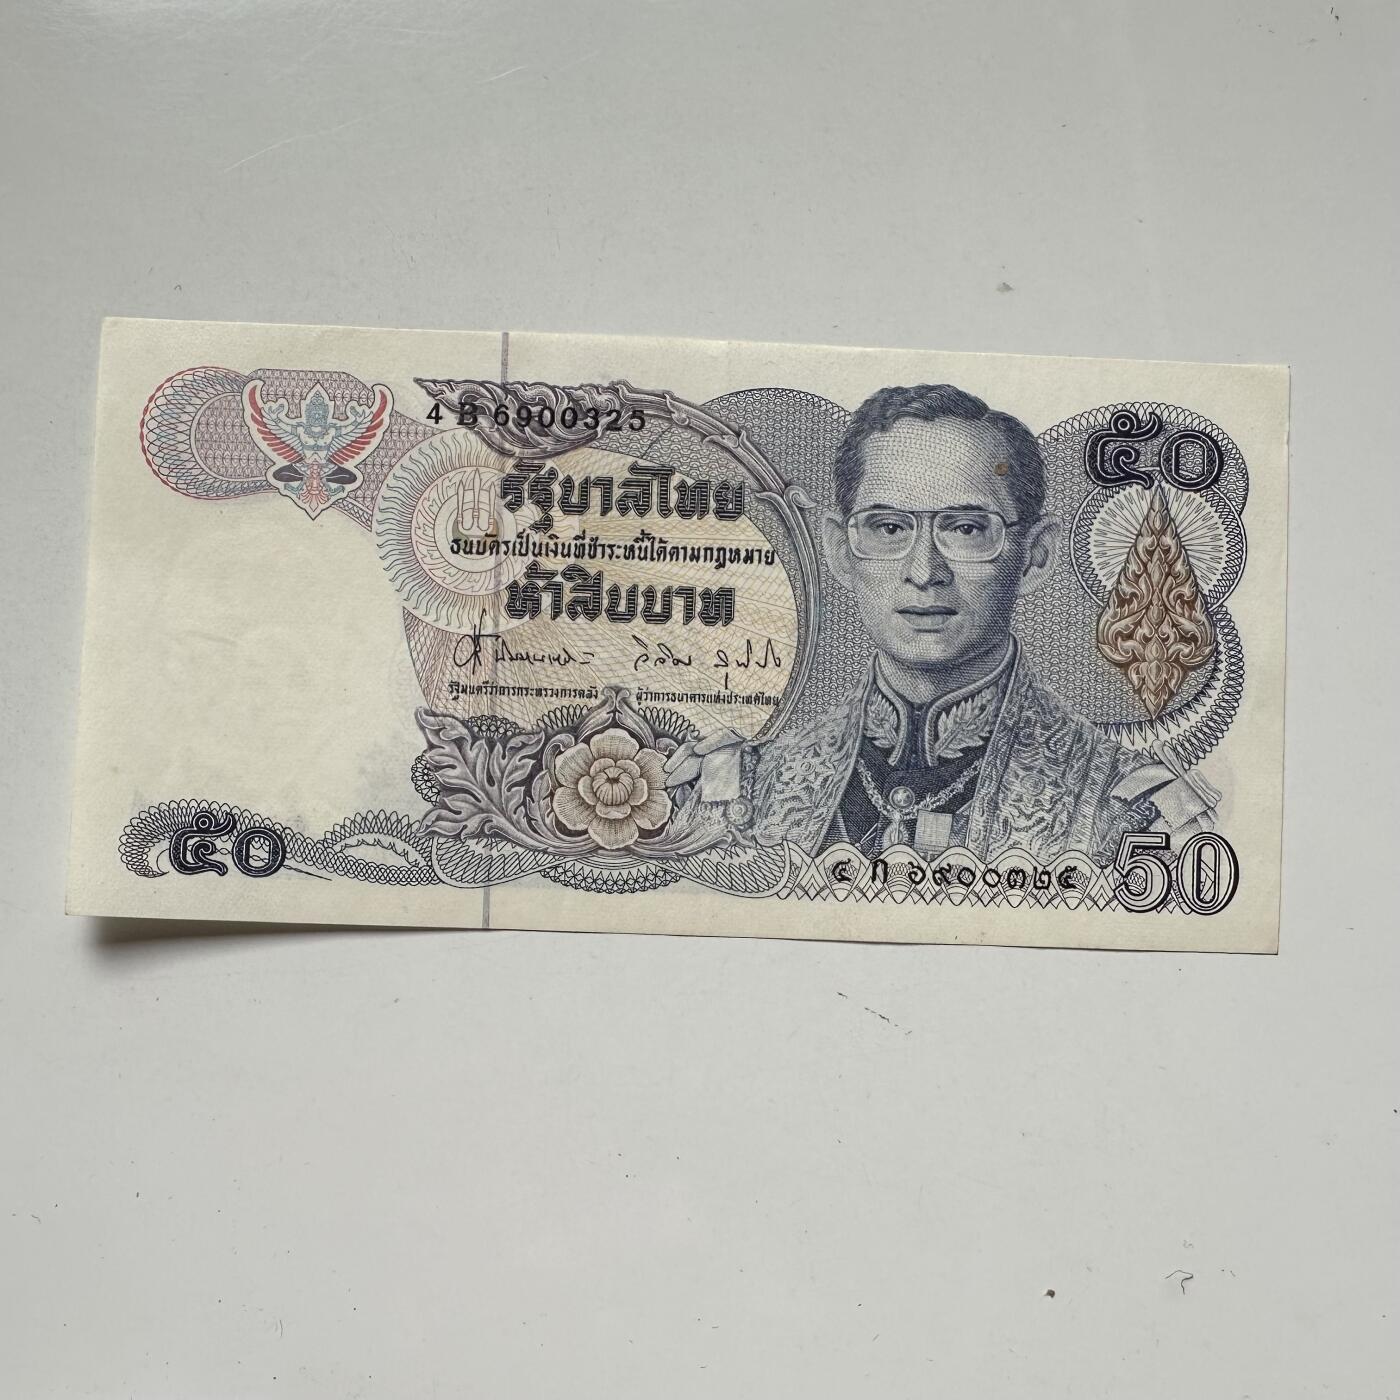 4 B 6900325
๕๐
รัฐบาลไทย
ธนบัตรเป็นเงินที่ชำระหนี้ได้ตามกฎหมาย
ห้าสิบบาท
รัฐมนตรีว่าการกระทรวงการคลัง ผู้ว่าการธนาคารแห่งประเทศไทย
๕๐
๔ ก ๖๙๐๐๓๒๕
50